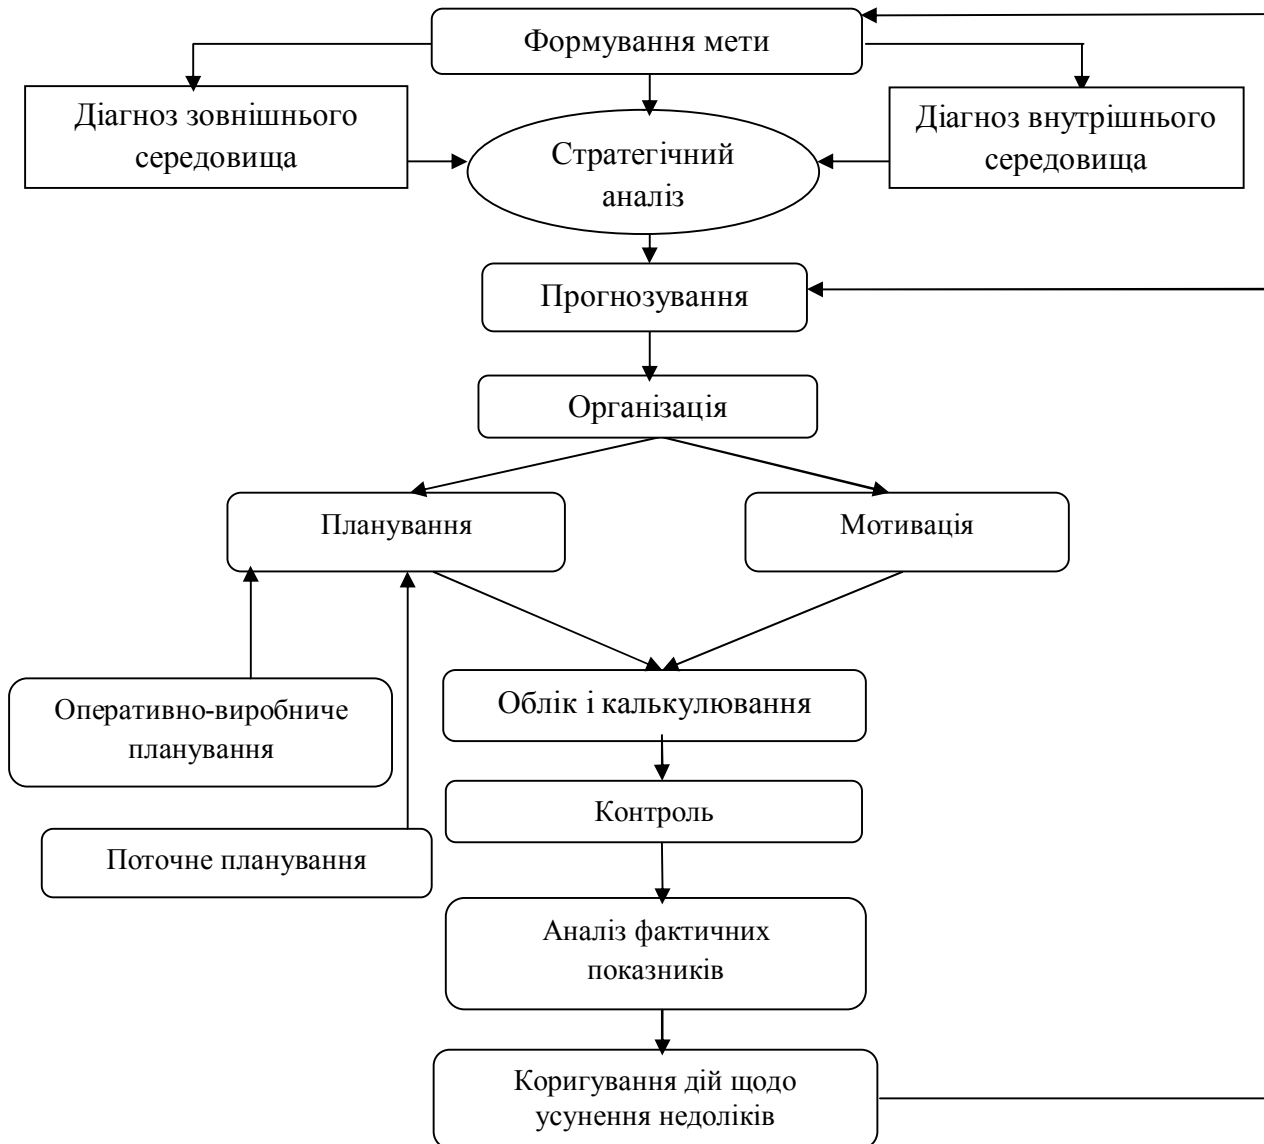 Формування мети
Діагноз зовнішнього
середовища
Стратегічний
аналіз
Діагноз внутрішнього
середовища
Прогнозування
Організація
Планування
Мотивація
Оперативно-виробниче
планування
Облік і калькулювання
Контроль
Поточне планування
Аналіз фактичних
показників
Коригування дій щодо
усунення недоліків